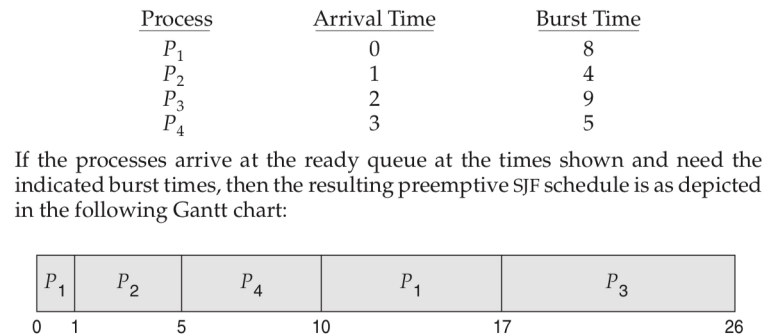 Process Arrival Time Burst Time
P1 0 8
P2 1 4
P3 2 9
P4 3 5
If the processes arrive at the ready queue at the times shown and need the
indicated burst times, then the resulting preemptive SJF schedule is as depicted
in the following Gantt chart:
P1 P2 P4 P1 P3
0 1 5 10 17 26